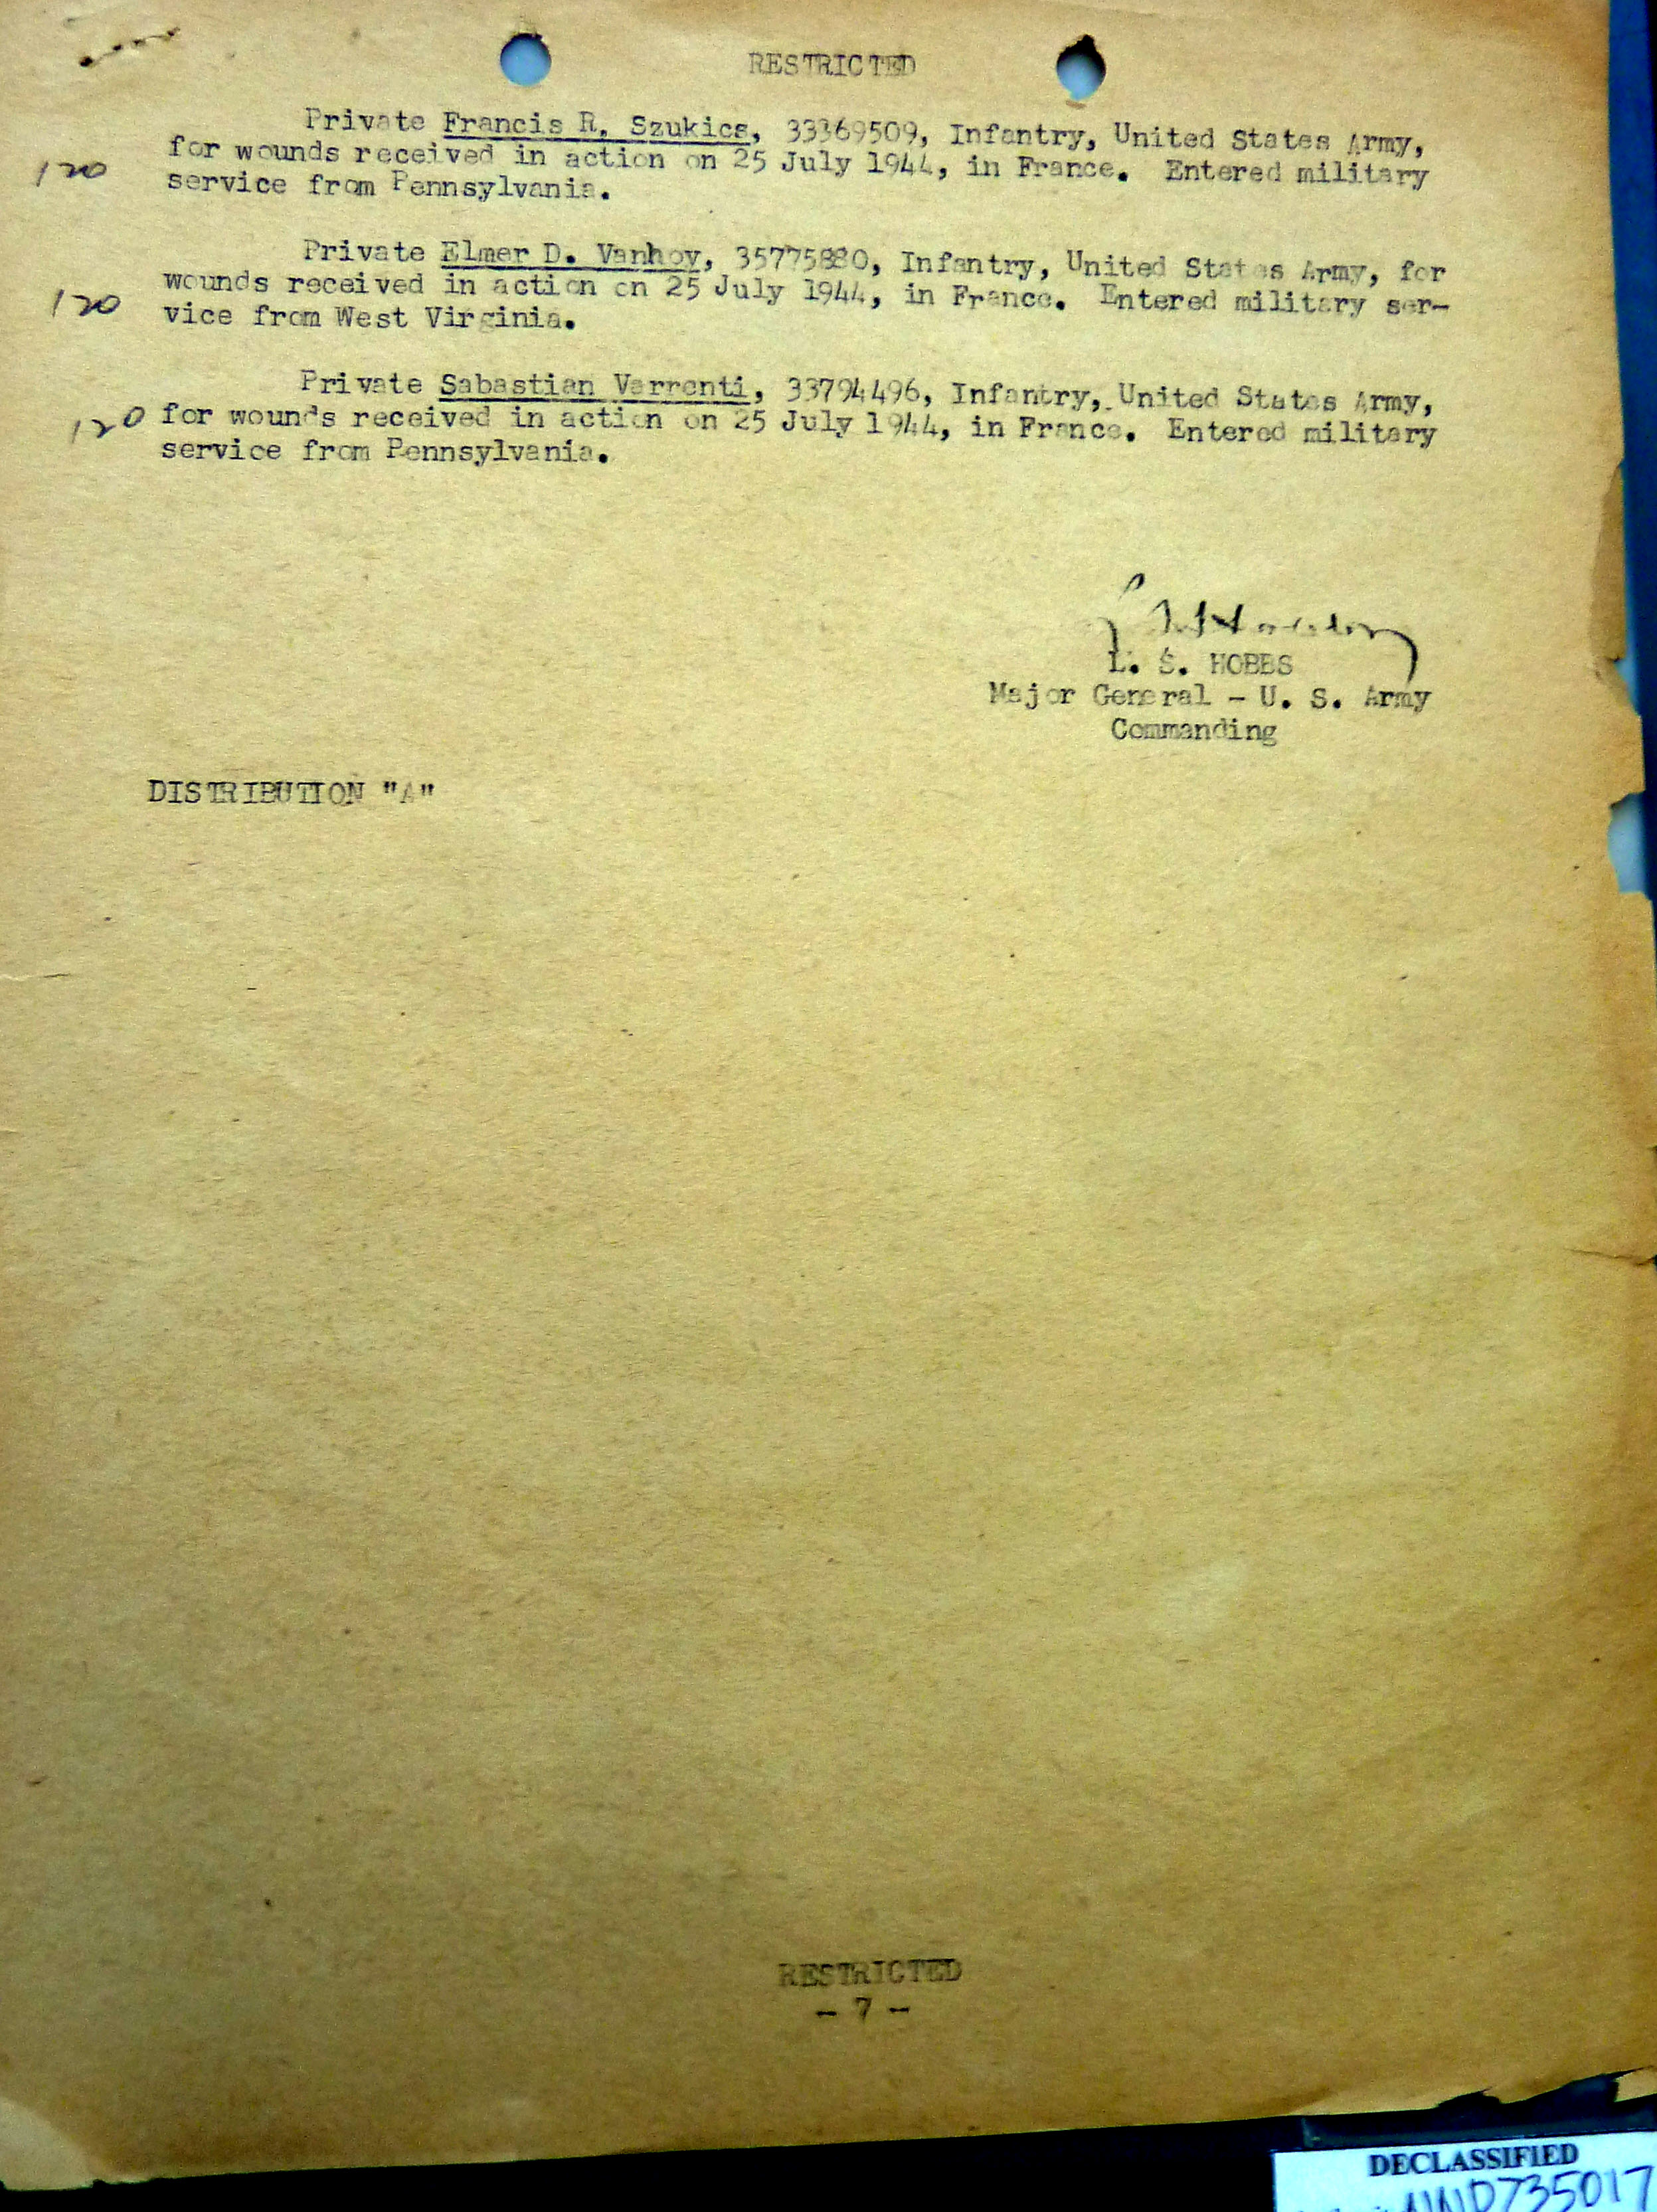 RESTRICTED
Private Francis R. Szukics, 33369509, Infantry, United States Army,
for wounds received in action on 25 July 1944, in France. Entered military
120
service from Pennsylvania.
Private Elmer D. Vanhoy, 35775880, Infantry, United States Army, for
wounds received in action on 25 July 1944, in France. Entered military ser-
120
vice from West Virginia.
Private Sabastian Varrenti, 33794496, Infantry, United States Army,
120 for wounds received in action on 25 July 1944, in France. Entered military
service from Pennsylvania.
L. S. HOBBS
Major General - U. S. Army
Commanding
DISTRIBUTION "A"
RESTRICTED
- 7 -
DECLASSIFIED
NND735017